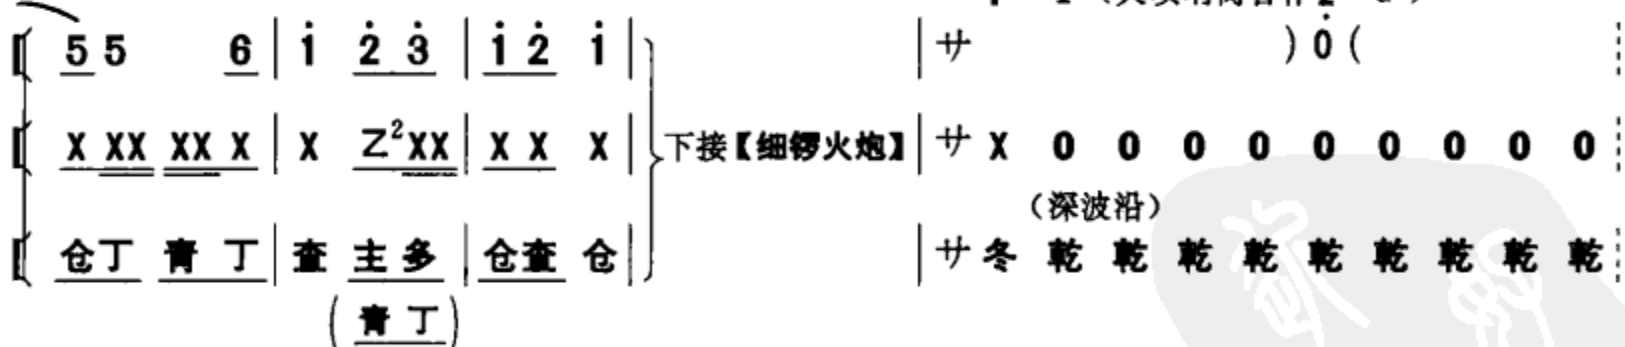 5 5 6 | i 2 3 | i 2 i | | サ ) 0 (
X XX XX X | X Z²XX | X X X | 下接【细锣火炮】 | サ X 0 0 0 0 0 0 0 0 0
（深波沿）
仓丁 青丁 | 查 主多 | 仓查 仓 | | サ 冬 乾 乾 乾 乾 乾 乾 乾 乾 乾
(青丁)